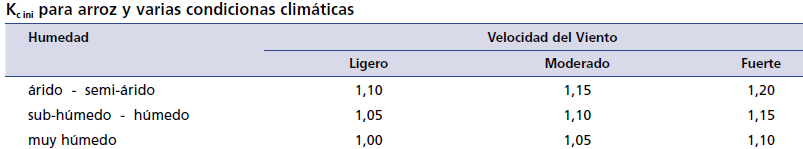 Kc ini para arroz y varias condicionas climáticas
Humedad Velocidad del Viento
Ligero Moderado Fuerte
árido - semi-árido 1,10 1,15 1,20
sub-húmedo - húmedo 1,05 1,10 1,15
muy húmedo 1,00 1,05 1,10